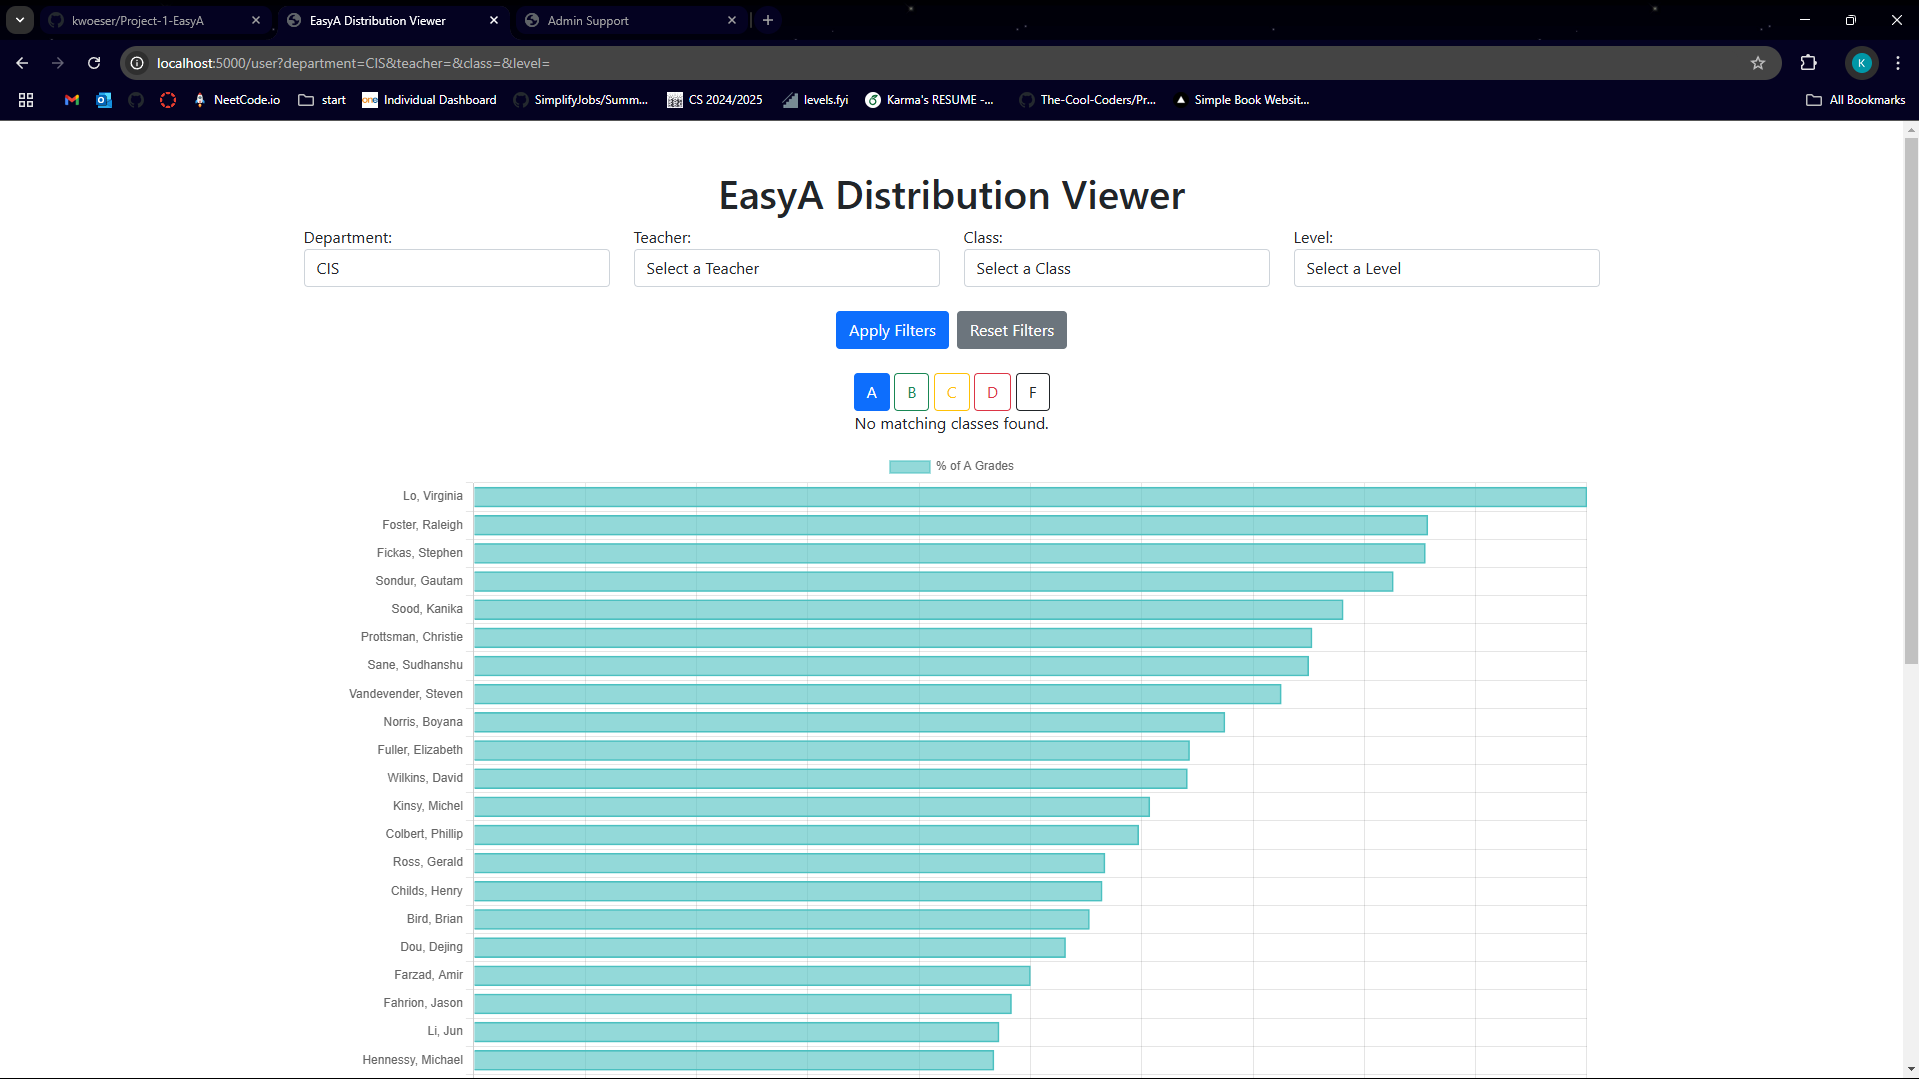 kwoeser/Project-1-EasyA
EasyA Distribution Viewer
Admin Support
localhost:5000/user?department=CIS&teacher=&class=&level=
K
NeetCode.io
start
one Individual Dashboard
SimplifyJobs/Summ...
CS 2024/2025
levels.fyi
Karma's RESUME -...
The-Cool-Coders/Pr...
Simple Book Websit...
All Bookmarks
EasyA Distribution Viewer
Department:
Teacher:
Class:
Level:
CIS
Select a Teacher
Select a Class
Select a Level
Apply Filters
Reset Filters
A B C D F
No matching classes found.
% of A Grades
Lo, Virginia
Foster, Raleigh
Fickas, Stephen
Sondur, Gautam
Sood, Kanika
Prottsman, Christie
Sane, Sudhanshu
Vandevender, Steven
Norris, Boyana
Fuller, Elizabeth
Wilkins, David
Kinsy, Michel
Colbert, Phillip
Ross, Gerald
Childs, Henry
Bird, Brian
Dou, Dejing
Farzad, Amir
Fahrion, Jason
Li, Jun
Hennessy, Michael